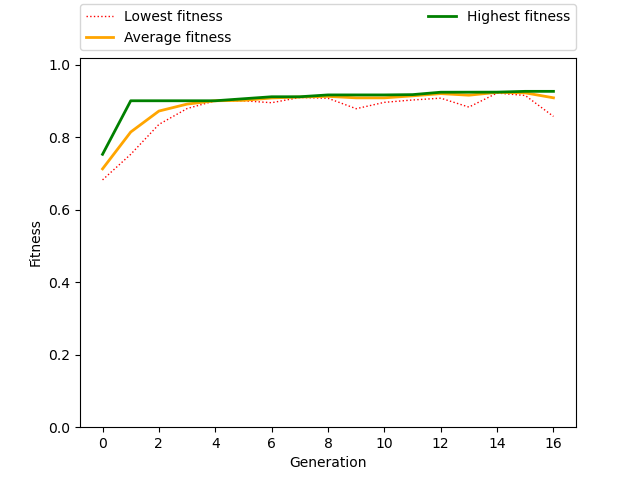 Lowest fitness
Average fitness
Highest fitness
1.0
0.8
0.6
0.4
0.2
0.0
Fitness
0 2 4 6 8 10 12 14 16
Generation